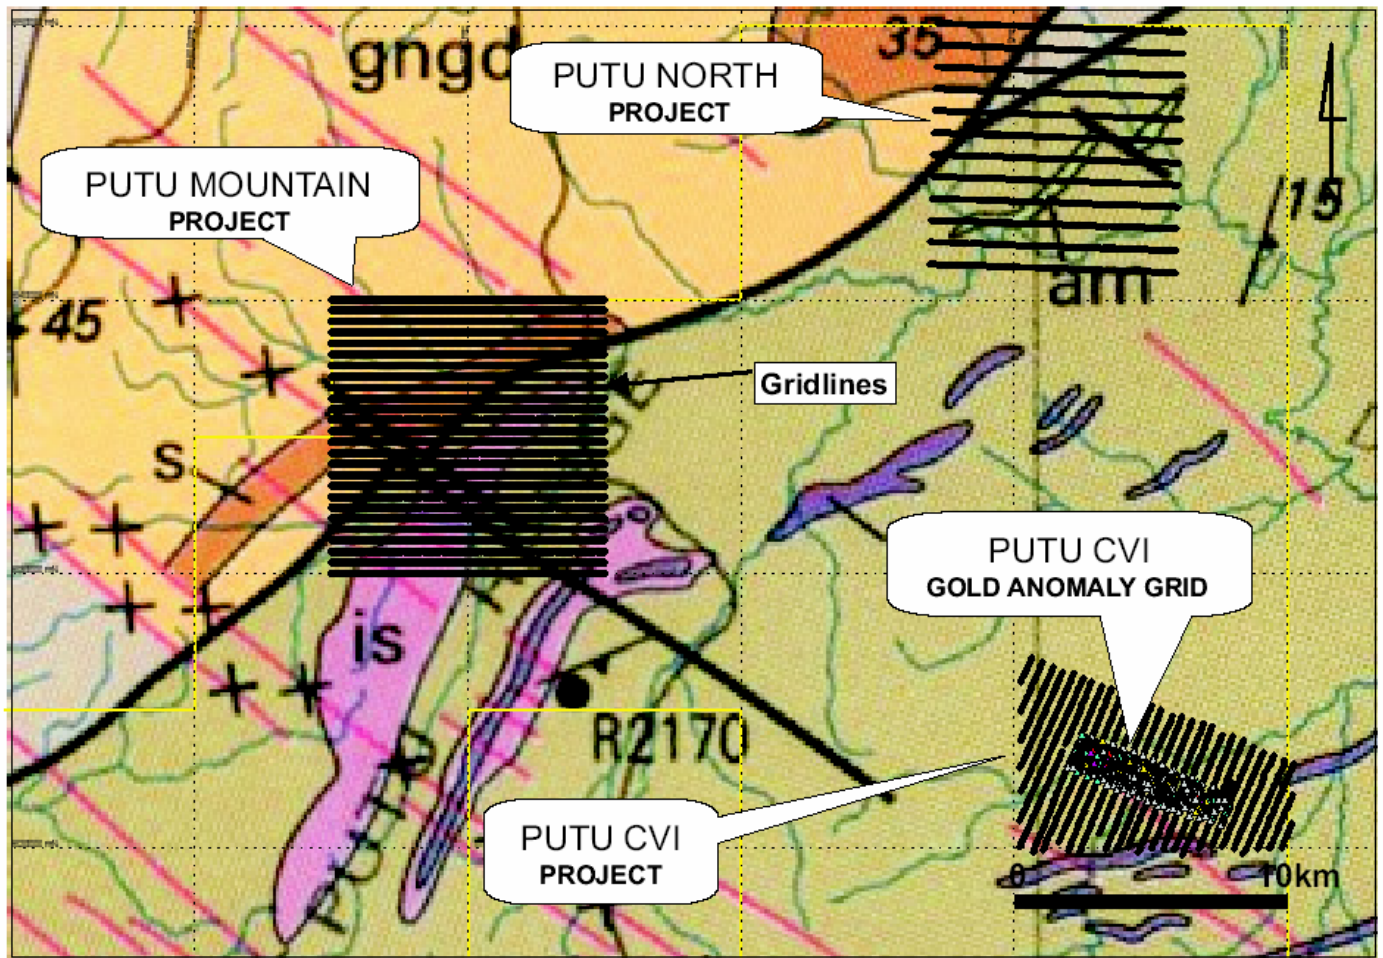 gngd
35
PUTU NORTH
PROJECT
PUTU MOUNTAIN
PROJECT
15
am
45
Gridlines
s
PUTU CVI
GOLD ANOMALY GRID
is
R2170
PUTU CVI
PROJECT
0 10km